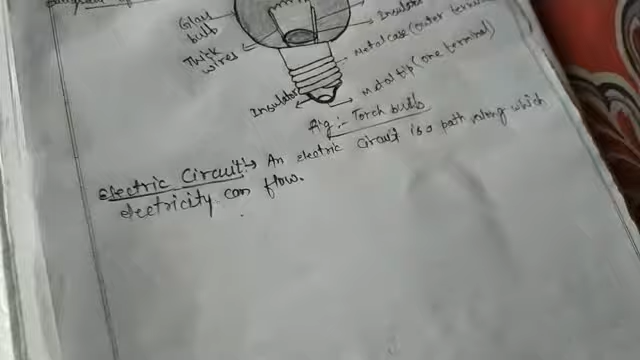 of
Glass
bulb
Insulator
Thick
wires
Metal case (outer
Metal tip (one terminal)
Insulator
Fig :- Torch bulb
Electric Circuit :→ An electric circuit is a path along which
electricity can flow.